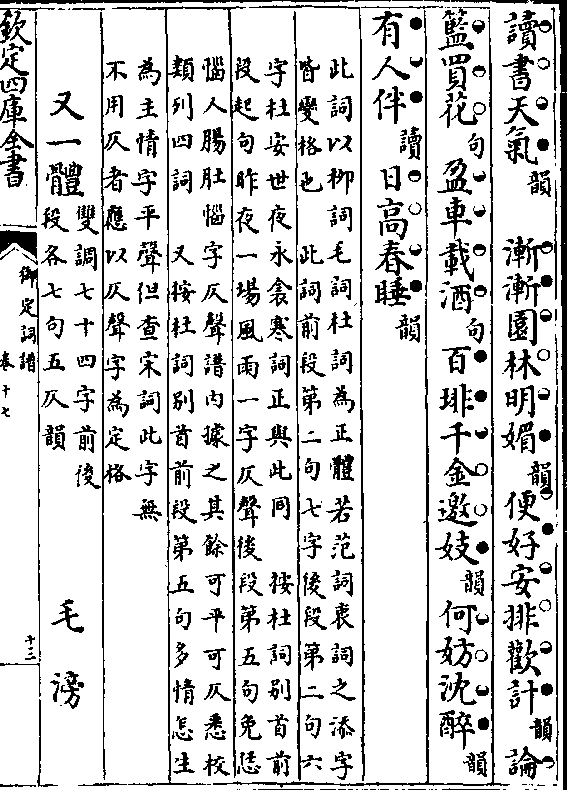 讀書天氣韻　漸漸園林明媚韻便好安排歡計韻論
籃買花句盈車載酒句百琲千金邀妓韻何妨沈醉韻
有人伴讀日高春睡韻
此詞以柳詞毛詞杜詞為正體若范詞袁詞之添字
皆變格也　此詞前段第二句七字後段第二句六
字杜安世夜永衾寒詞正與此同　按杜詞別首前
段起句昨夜一場風雨一字仄聲後段第五句免恁
惱人腸肚惱字仄聲譜內據之其餘可平可仄悉校
類列四詞　又按杜詞別首前段第五句多情怎生
為主情字平聲但查宋詞此字無
不用仄者應以仄聲字為定格
又一體　雙調七十四字前後
段各七句五仄韻　毛滂
欽定四庫全書
御定詞譜
卷十七
十三